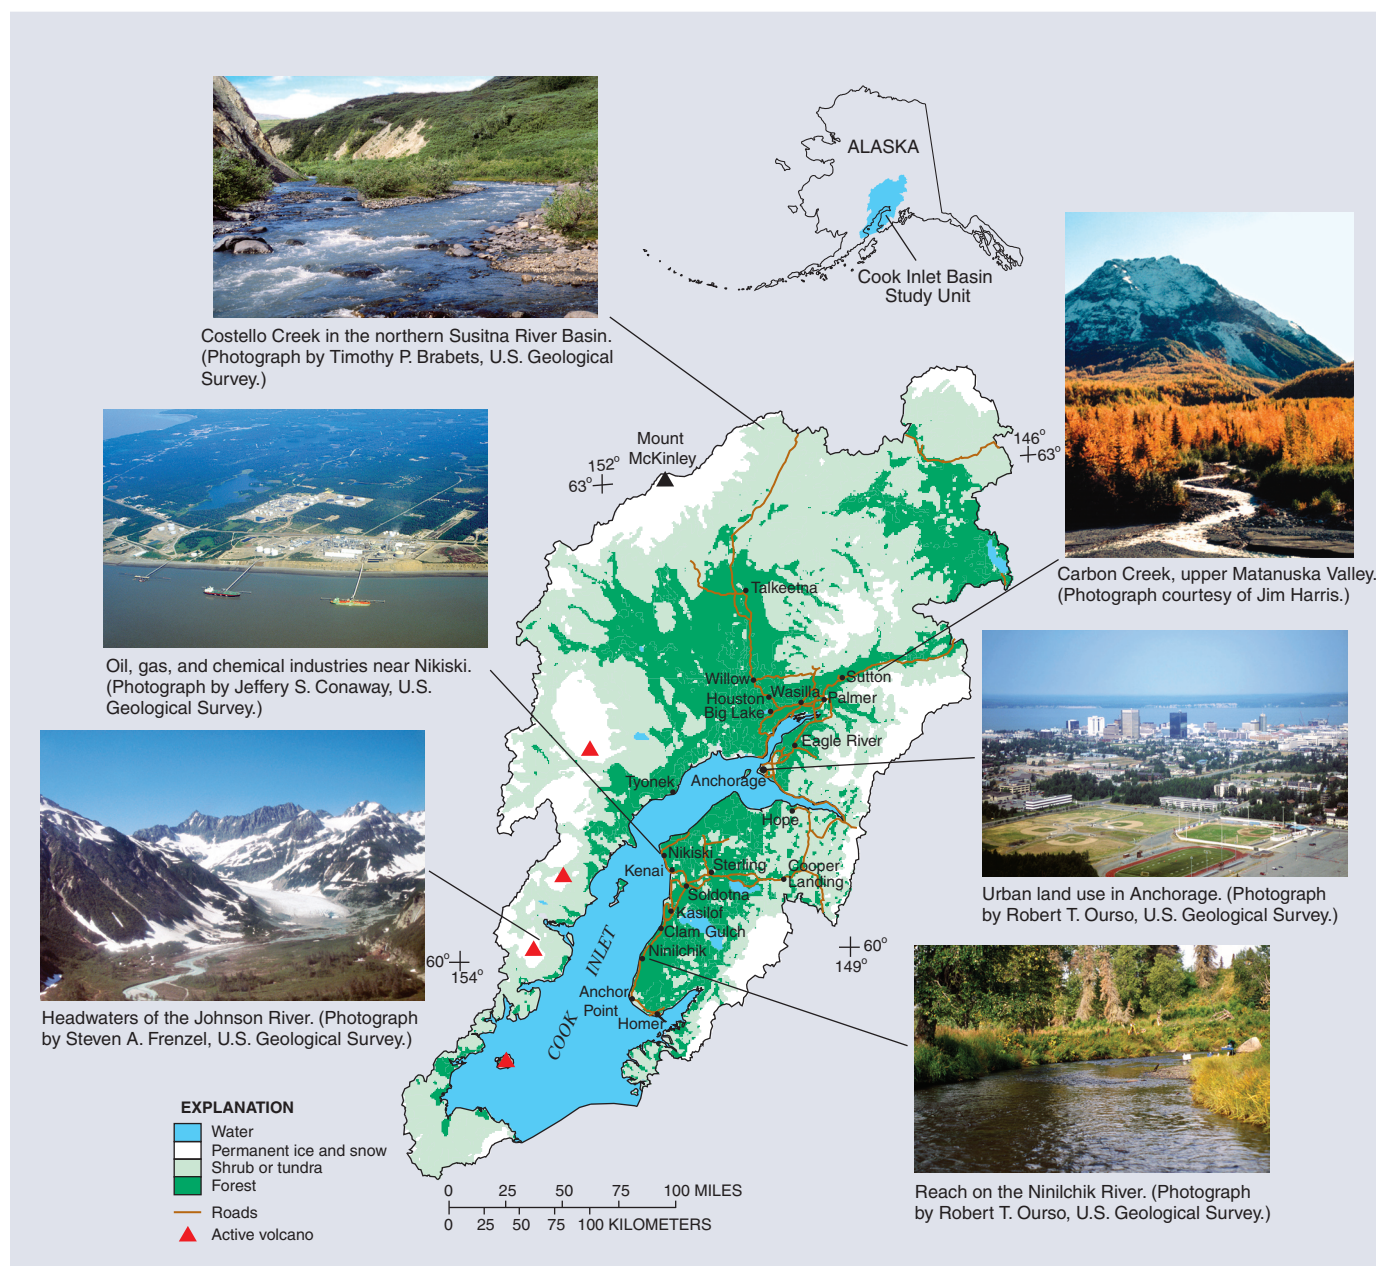 ALASKA
Cook Inlet Basin
Study Unit
Costello Creek in the northern Susitna River Basin.
(Photograph by Timothy P. Brabets, U.S. Geological
Survey.)
Mount
McKinley
152°
63°
146°
63°
Carbon Creek, upper Matanuska Valley.
(Photograph courtesy of Jim Harris.)
Oil, gas, and chemical industries near Nikiski.
(Photograph by Jeffery S. Conaway, U.S.
Geological Survey.)
Talkeetna
Willow
Sutton
Houston
Wasilla
Palmer
Big Lake
Eagle River
Tyonek
Anchorage
Hope
Nikiski
Kenai
Sterling
Cooper
Landing
Soldotna
Kasilof
Clam Gulch
Ninilchik
Anchor
Point
Homer
COOK INLET
60°
154°
60°
149°
Urban land use in Anchorage. (Photograph
by Robert T. Ourso, U.S. Geological Survey.)
Headwaters of the Johnson River. (Photograph
by Steven A. Frenzel, U.S. Geological Survey.)
Reach on the Ninilchik River. (Photograph
by Robert T. Ourso, U.S. Geological Survey.)
EXPLANATION
Water
Permanent ice and snow
Shrub or tundra
Forest
Roads
Active volcano
0 25 50 75 100 MILES
0 25 50 75 100 KILOMETERS